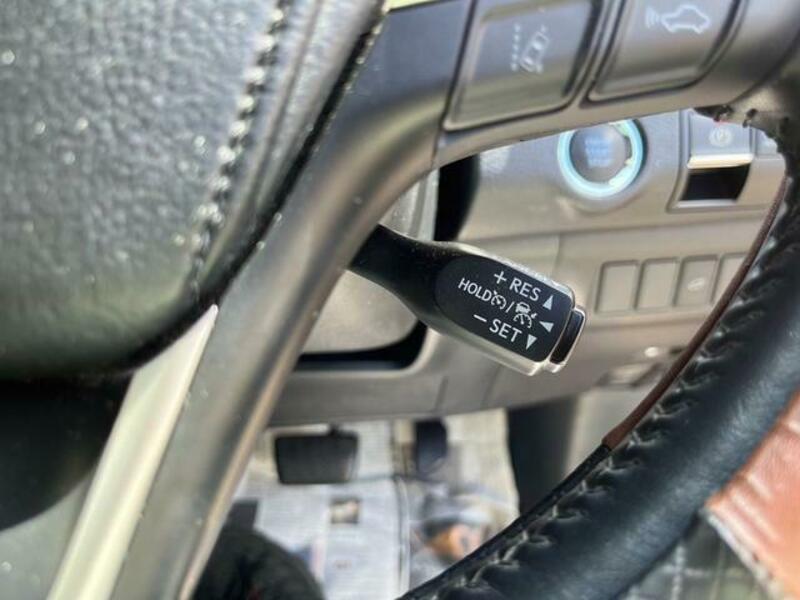 + RES ▲
HOLD / ◀
− SET ▼